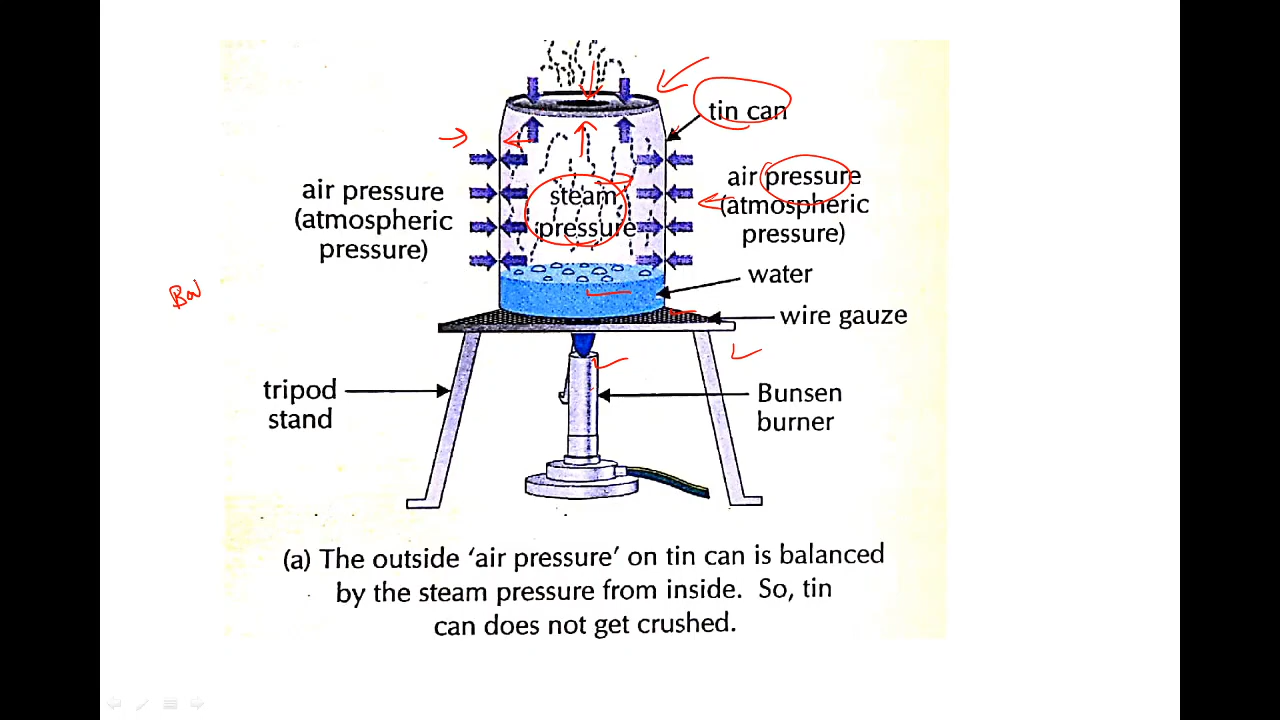 tin can
air pressure
(atmospheric
pressure)
air pressure
(atmospheric
pressure)
steam
pressure
water
wire gauze
tripod
stand
Bunsen
burner
(a) The outside ‘air pressure’ on tin can is balanced
by the steam pressure from inside. So, tin
can does not get crushed.